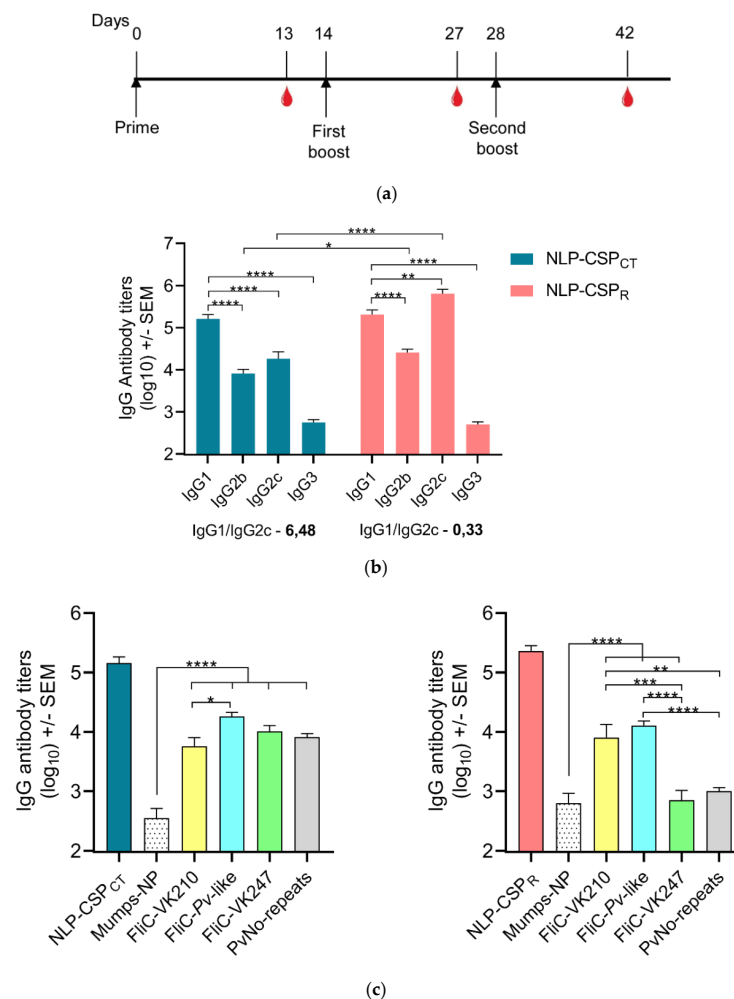 Days
0 13 14 27 28 42
Prime
First
boost
Second
boost
(a)
IgG Antibody titers
(log10) +/- SEM
7
6
5
4
3
2
****
*
****
****
****
****
**
****
NLP-CSPCT
NLP-CSPR
IgG1 IgG2b IgG2c IgG3 IgG1 IgG2b IgG2c IgG3
IgG1/IgG2c - 6,48 IgG1/IgG2c - 0,33
(b)
IgG antibody titers
(log10) +/- SEM
6
5
4
3
2
****
*
NLP-CSPCT
Mumps-NP
FliC-VK210
FliC-Pv-like
FliC-VK247
PvNo-repeats
IgG antibody titers
(log10) +/- SEM
6
5
4
3
2
****
**
***
****
****
NLP-CSPR
Mumps-NP
FliC-VK210
FliC-Pv-like
FliC-VK247
PvNo-repeats
(c)